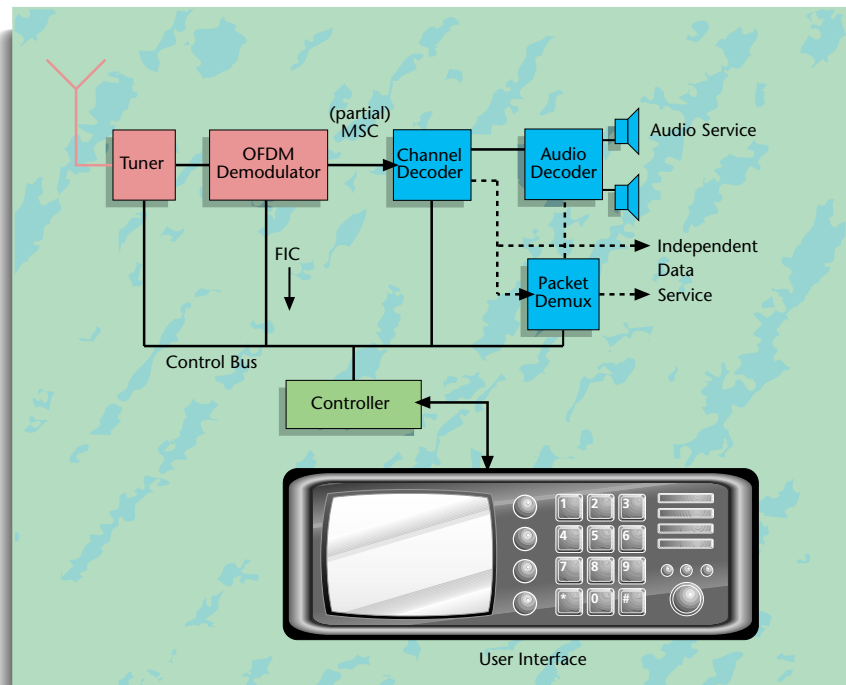 (partial)
MSC
Tuner
OFDM
Demodulator
Channel
Decoder
Audio
Decoder
Audio Service
FIC
Independent
Data
Service
Packet
Demux
Control Bus
Controller
1 2 3
4 5 6
7 8 9
* 0 #
User Interface